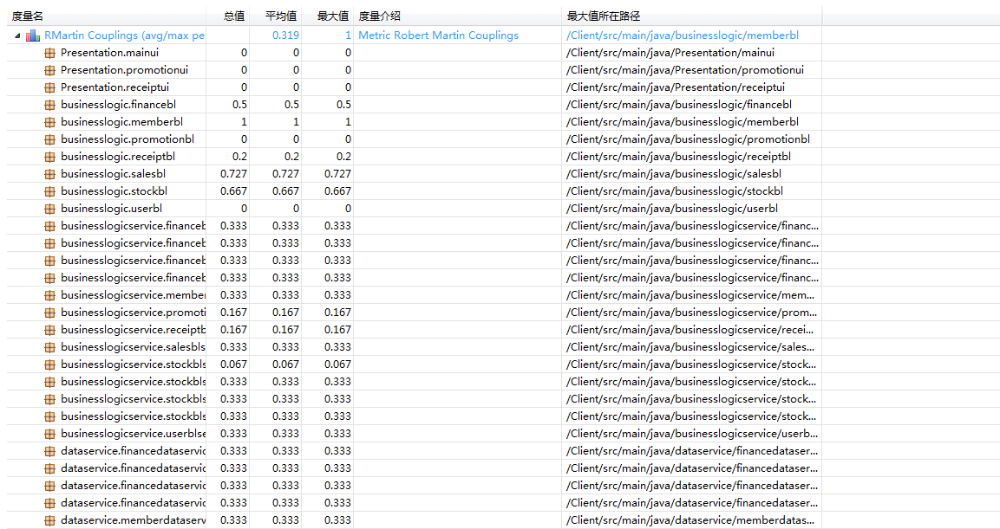 度量名 总值 平均值 最大值 度量介绍 最大值所在路径
RMartin Couplings (avg/max pe 0.319 1 Metric Robert Martin Couplings /Client/src/main/java/businesslogic/memberbl
Presentation.mainui 0 0 0 /Client/src/main/java/Presentation/mainui
Presentation.promotionui 0 0 0 /Client/src/main/java/Presentation/promotionui
Presentation.receiptui 0 0 0 /Client/src/main/java/Presentation/receiptui
businesslogic.financebl 0.5 0.5 0.5 /Client/src/main/java/businesslogic/financebl
businesslogic.memberbl 1 1 1 /Client/src/main/java/businesslogic/memberbl
businesslogic.promotionbl 0 0 0 /Client/src/main/java/businesslogic/promotionbl
businesslogic.receiptbl 0.2 0.2 0.2 /Client/src/main/java/businesslogic/receiptbl
businesslogic.salesbl 0.727 0.727 0.727 /Client/src/main/java/businesslogic/salesbl
businesslogic.stockbl 0.667 0.667 0.667 /Client/src/main/java/businesslogic/stockbl
businesslogic.userbl 0 0 0 /Client/src/main/java/businesslogic/userbl
businesslogicservice.financeb 0.333 0.333 0.333 /Client/src/main/java/businesslogicservice/financ...
businesslogicservice.financeb 0.333 0.333 0.333 /Client/src/main/java/businesslogicservice/financ...
businesslogicservice.financeb 0.333 0.333 0.333 /Client/src/main/java/businesslogicservice/financ...
businesslogicservice.financeb 0.333 0.333 0.333 /Client/src/main/java/businesslogicservice/financ...
businesslogicservice.member 0.333 0.333 0.333 /Client/src/main/java/businesslogicservice/mem...
businesslogicservice.promoti 0.167 0.167 0.167 /Client/src/main/java/businesslogicservice/prom...
businesslogicservice.receiptb 0.167 0.167 0.167 /Client/src/main/java/businesslogicservice/recei...
businesslogicservice.salesbls 0.333 0.333 0.333 /Client/src/main/java/businesslogicservice/sales...
businesslogicservice.stockbls 0.067 0.067 0.067 /Client/src/main/java/businesslogicservice/stock...
businesslogicservice.stockbls 0.333 0.333 0.333 /Client/src/main/java/businesslogicservice/stock...
businesslogicservice.stockbls 0.333 0.333 0.333 /Client/src/main/java/businesslogicservice/stock...
businesslogicservice.stockbls 0.333 0.333 0.333 /Client/src/main/java/businesslogicservice/stock...
businesslogicservice.userblse 0.333 0.333 0.333 /Client/src/main/java/businesslogicservice/userb...
dataservice.financedataservic 0.333 0.333 0.333 /Client/src/main/java/dataservice/financedataser...
dataservice.financedataservic 0.333 0.333 0.333 /Client/src/main/java/dataservice/financedataser...
dataservice.financedataservic 0.333 0.333 0.333 /Client/src/main/java/dataservice/financedataser...
dataservice.financedataservic 0.333 0.333 0.333 /Client/src/main/java/dataservice/financedataser...
dataservice.memberdataserv 0.333 0.333 0.333 /Client/src/main/java/dataservice/memberdatas...